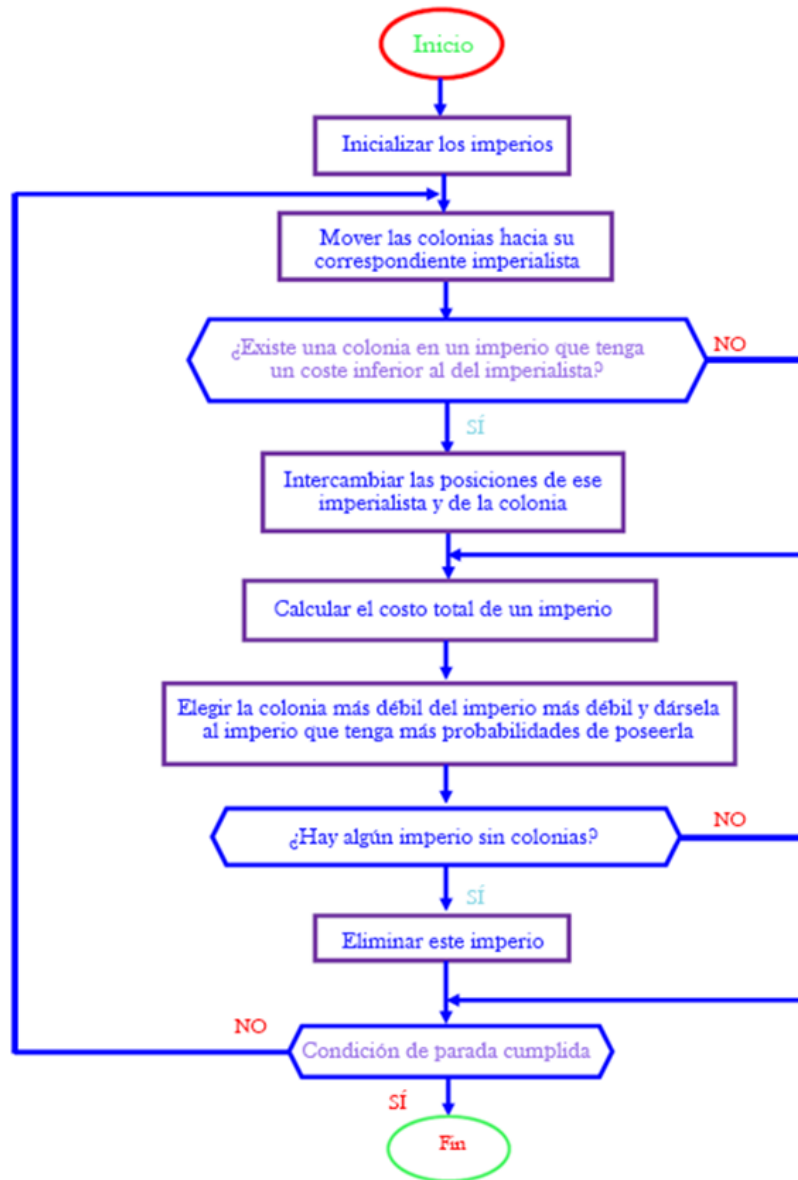 Inicio
Inicializar los imperios
Mover las colonias hacia su
correspondiente imperialista
¿Existe una colonia en un imperio que tenga
un coste inferior al del imperialista?
NO
SÍ
Intercambiar las posiciones de ese
imperialista y de la colonia
Calcular el costo total de un imperio
Elegir la colonia más débil del imperio más débil y dársela
al imperio que tenga más probabilidades de poseerla
¿Hay algún imperio sin colonias?
NO
SÍ
Eliminar este imperio
NO
Condición de parada cumplida
SÍ
Fin